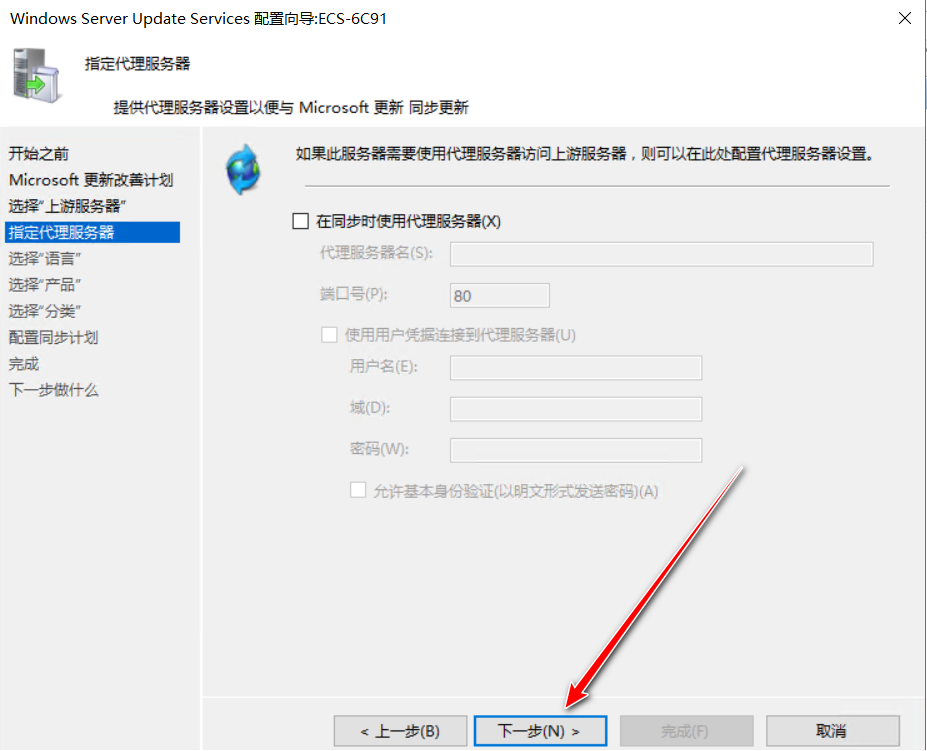 Windows Server Update Services 配置向导:ECS-6C91
指定代理服务器
提供代理服务器设置以便与 Microsoft 更新 同步更新
开始之前
Microsoft 更新改善计划
选择“上游服务器”
指定代理服务器
选择“语言”
选择“产品”
选择“分类”
配置同步计划
完成
下一步做什么
如果此服务器需要使用代理服务器访问上游服务器，则可以在此处配置代理服务器设置。
在同步时使用代理服务器(X)
代理服务器名(S):
端口号(P): 80
使用用户凭据连接到代理服务器(U)
用户名(E):
域(D):
密码(W):
允许基本身份验证(以明文形式发送密码)(A)
< 上一步(B) 下一步(N) > 完成(F) 取消